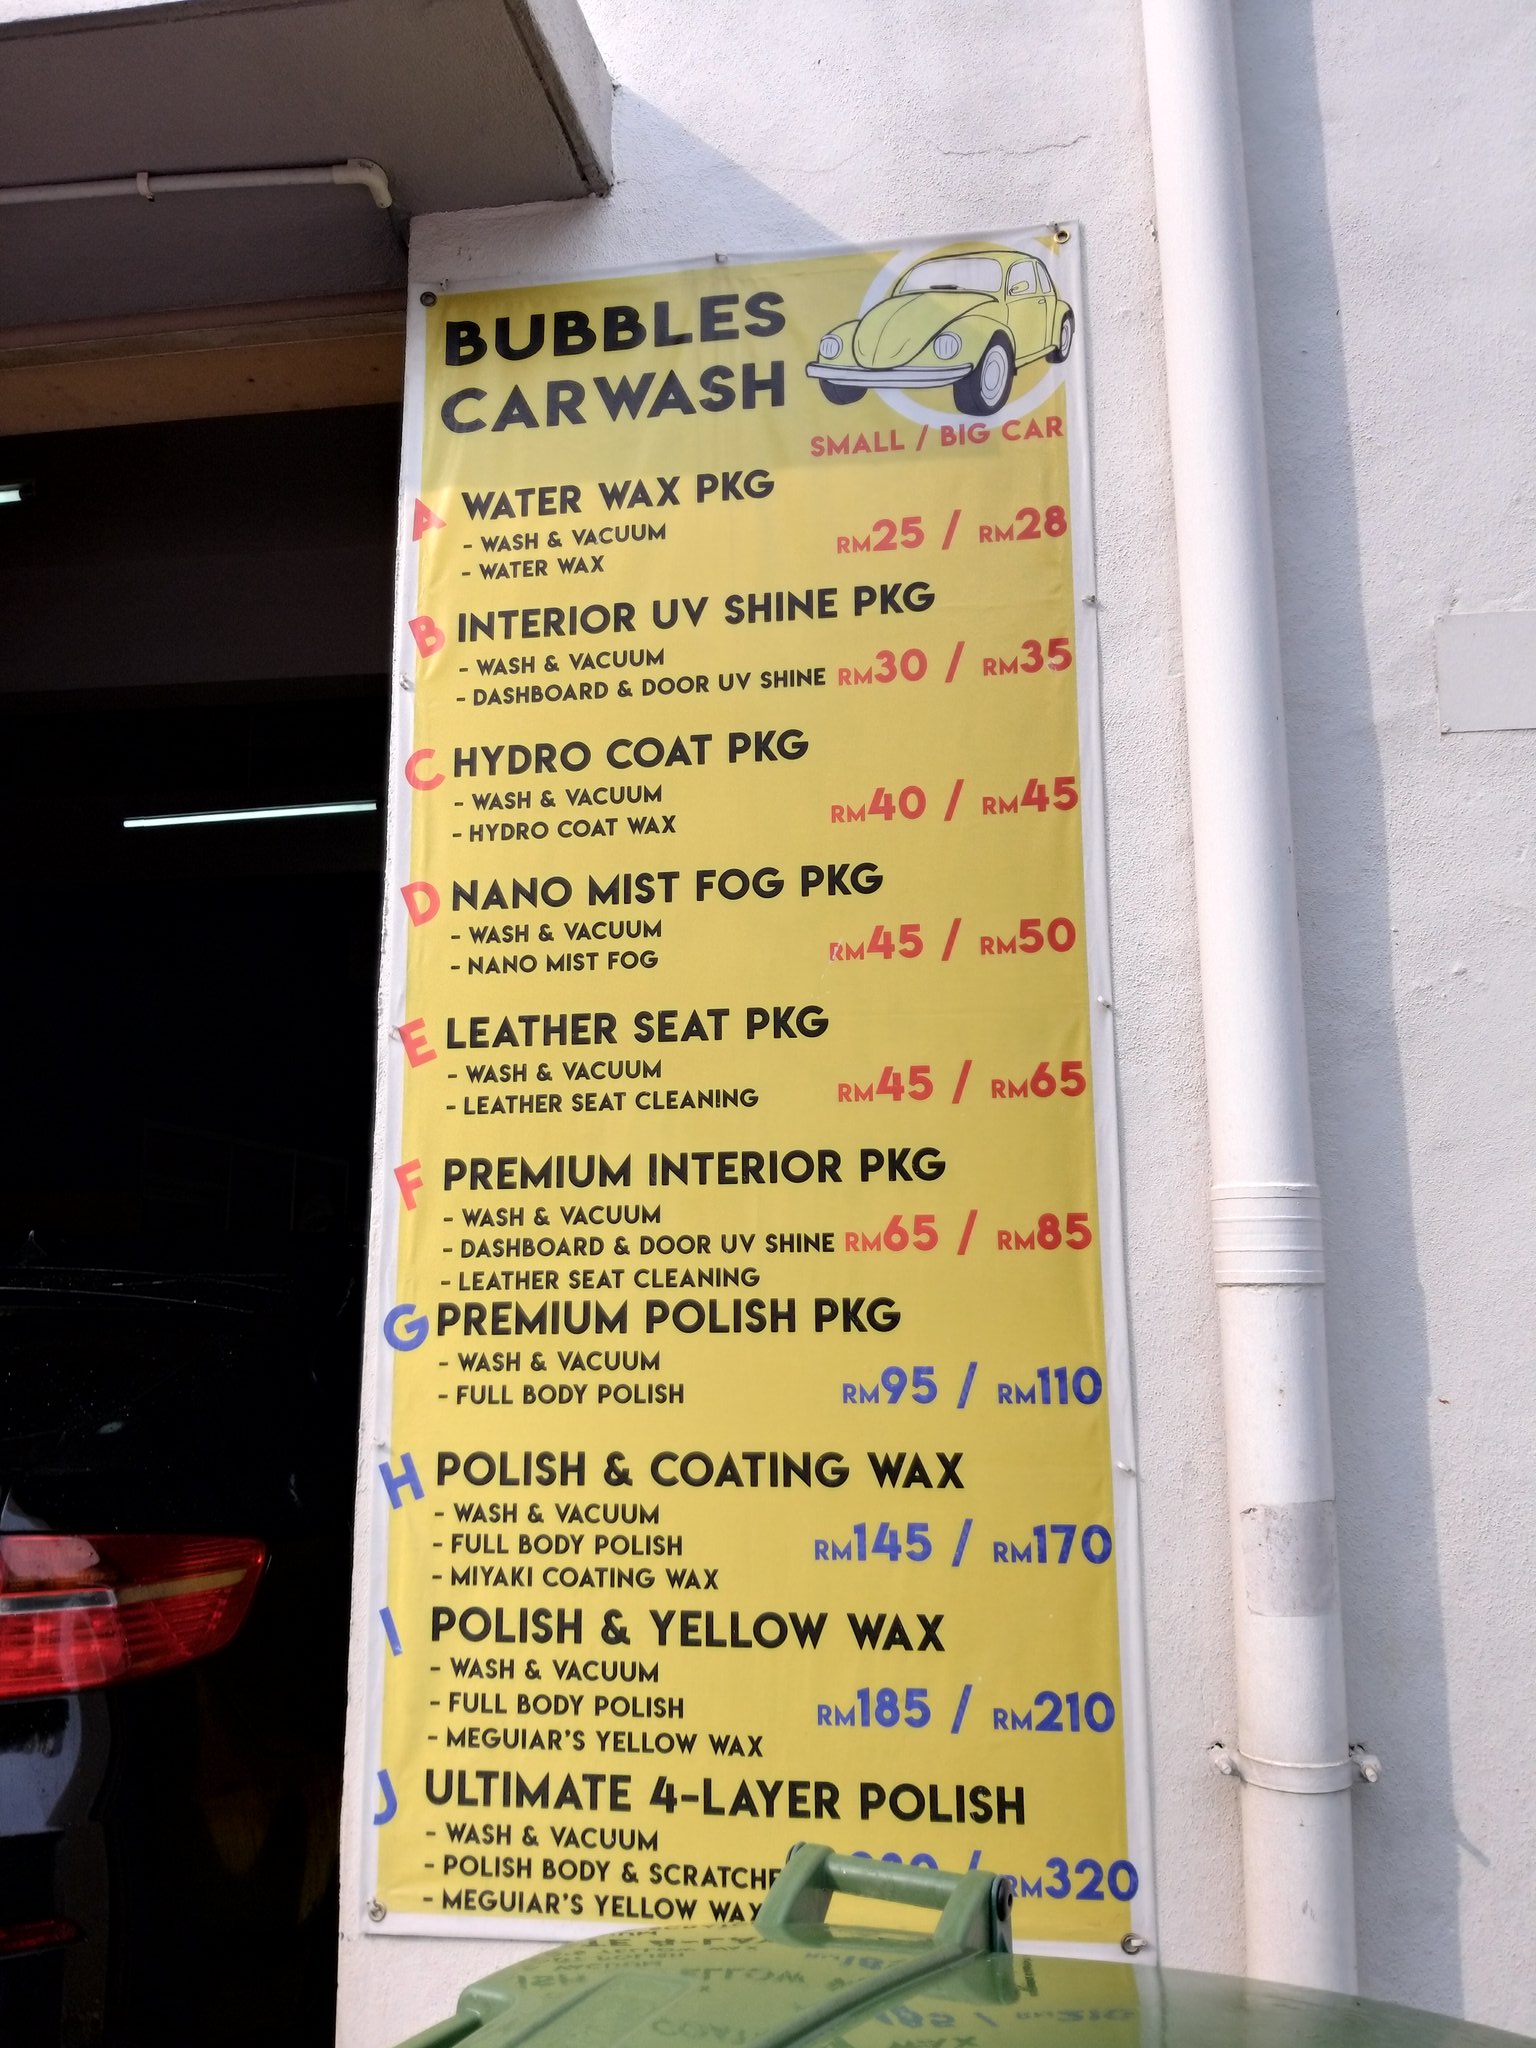 BUBBLES
CARWASH
SMALL / BIG CAR
A WATER WAX PKG
- WASH & VACUUM
RM25 / RM28
- WATER WAX
B INTERIOR UV SHINE PKG
- WASH & VACUUM
- DASHBOARD & DOOR UV SHINE RM30 / RM35
C HYDRO COAT PKG
- WASH & VACUUM
RM40 / RM45
- HYDRO COAT WAX
D NANO MIST FOG PKG
- WASH & VACUUM
RM45 / RM50
- NANO MIST FOG
E LEATHER SEAT PKG
- WASH & VACUUM
RM45 / RM65
- LEATHER SEAT CLEANING
F PREMIUM INTERIOR PKG
- WASH & VACUUM
- DASHBOARD & DOOR UV SHINE RM65 / RM85
- LEATHER SEAT CLEANING
G PREMIUM POLISH PKG
- WASH & VACUUM
RM95 / RM110
- FULL BODY POLISH
H POLISH & COATING WAX
- WASH & VACUUM
- FULL BODY POLISH RM145 / RM170
- MIYAKI COATING WAX
I POLISH & YELLOW WAX
- WASH & VACUUM
- FULL BODY POLISH RM185 / RM210
- MEGUIAR'S YELLOW WAX
J ULTIMATE 4-LAYER POLISH
- WASH & VACUUM
- POLISH BODY & SCRATCHE / RM320
- MEGUIAR'S YELLOW WAX